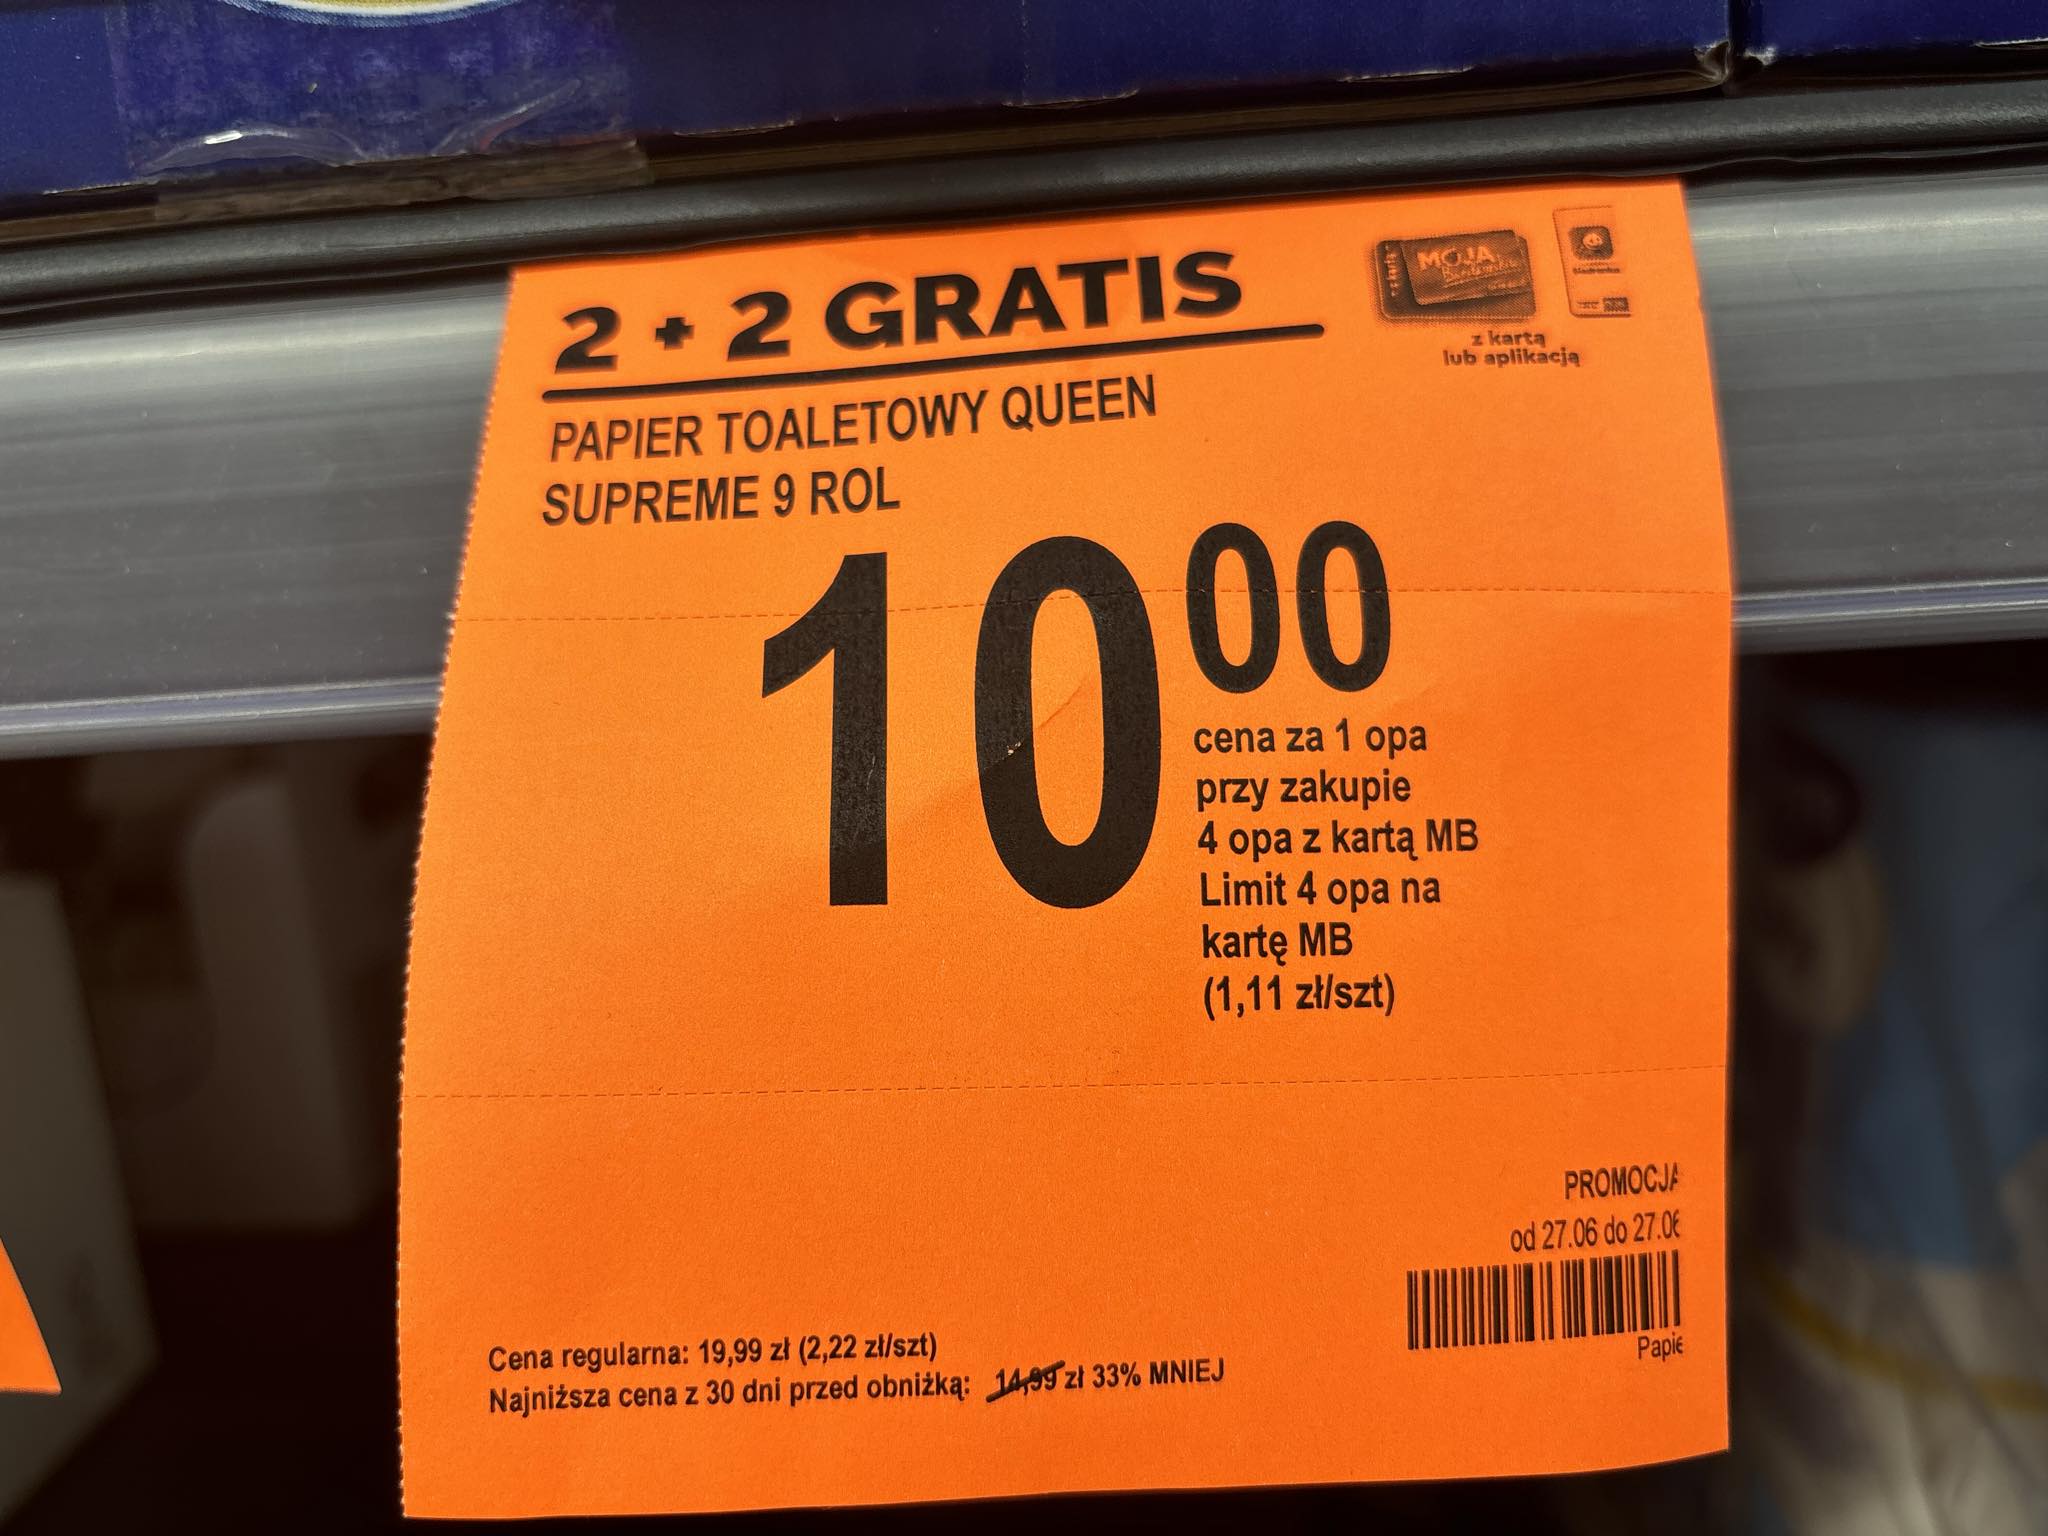 2 + 2 GRATIS
MOJA
z kartą
lub aplikacją
PAPIER TOALETOWY QUEEN
SUPREME 9 ROL
10 00
cena za 1 opa
przy zakupie
4 opa z kartą MB
Limit 4 opa na
kartę MB
(1,11 zł/szt)
PROMOCJA
od 27.06 do 27.06
Papie
Cena regularna: 19,99 zł (2,22 zł/szt)
Najniższa cena z 30 dni przed obniżką: 14,99 zł 33% MNIEJ